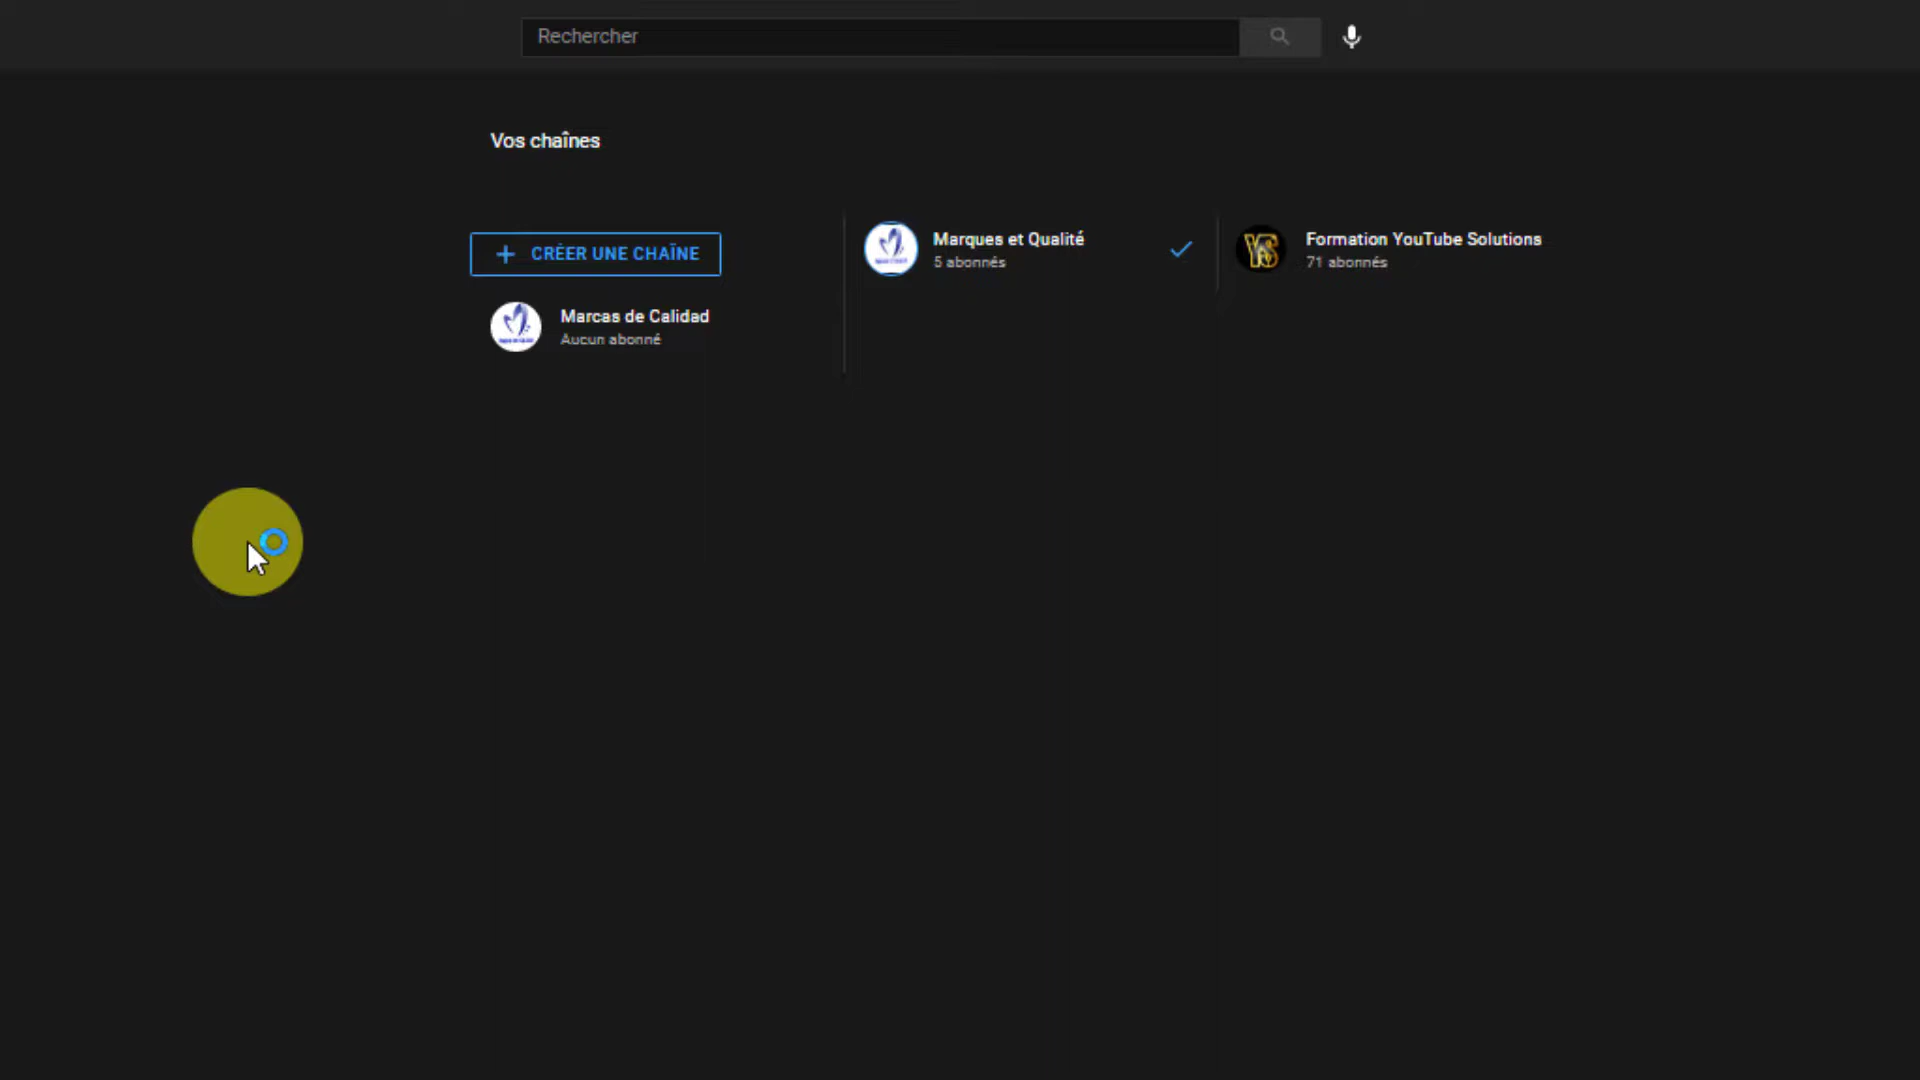 Rechercher
Vos chaînes
CRÉER UNE CHAÎNE
Marcas de Calidad
Aucun abonné
Marques et Qualité
5 abonnés
Formation YouTube Solutions
71 abonnés
YS